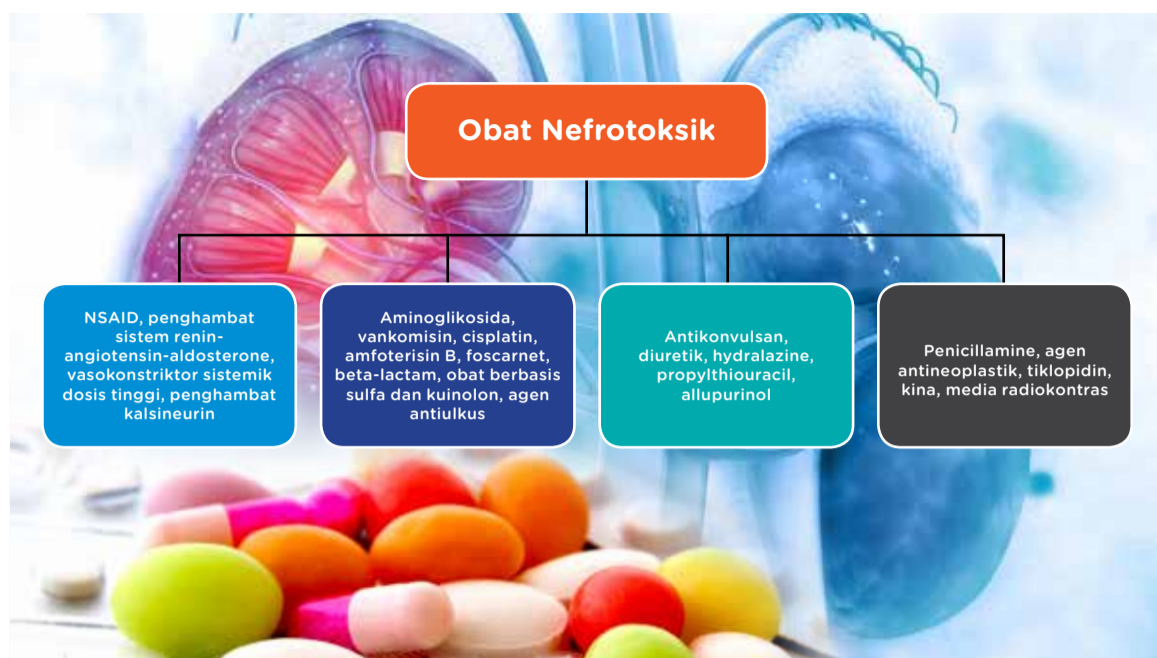 Obat Nefrotoksik
NSAID, penghambat
sistem renin-
angiotensin-aldosterone,
vasokonstriktor sistemik
dosis tinggi, penghambat
kalsineurin
Aminoglikosida,
vankomisin, cisplatin,
amfoterisin B, foscarnet,
beta-lactam, obat berbasis
sulfa dan kuinolon, agen
antiulkus
Antikonvulsan,
diuretik, hydralazine,
propylthiouracil,
allupurinol
Penicillamine, agen
antineoplastik, tiklopidin,
kina, media radiokontras